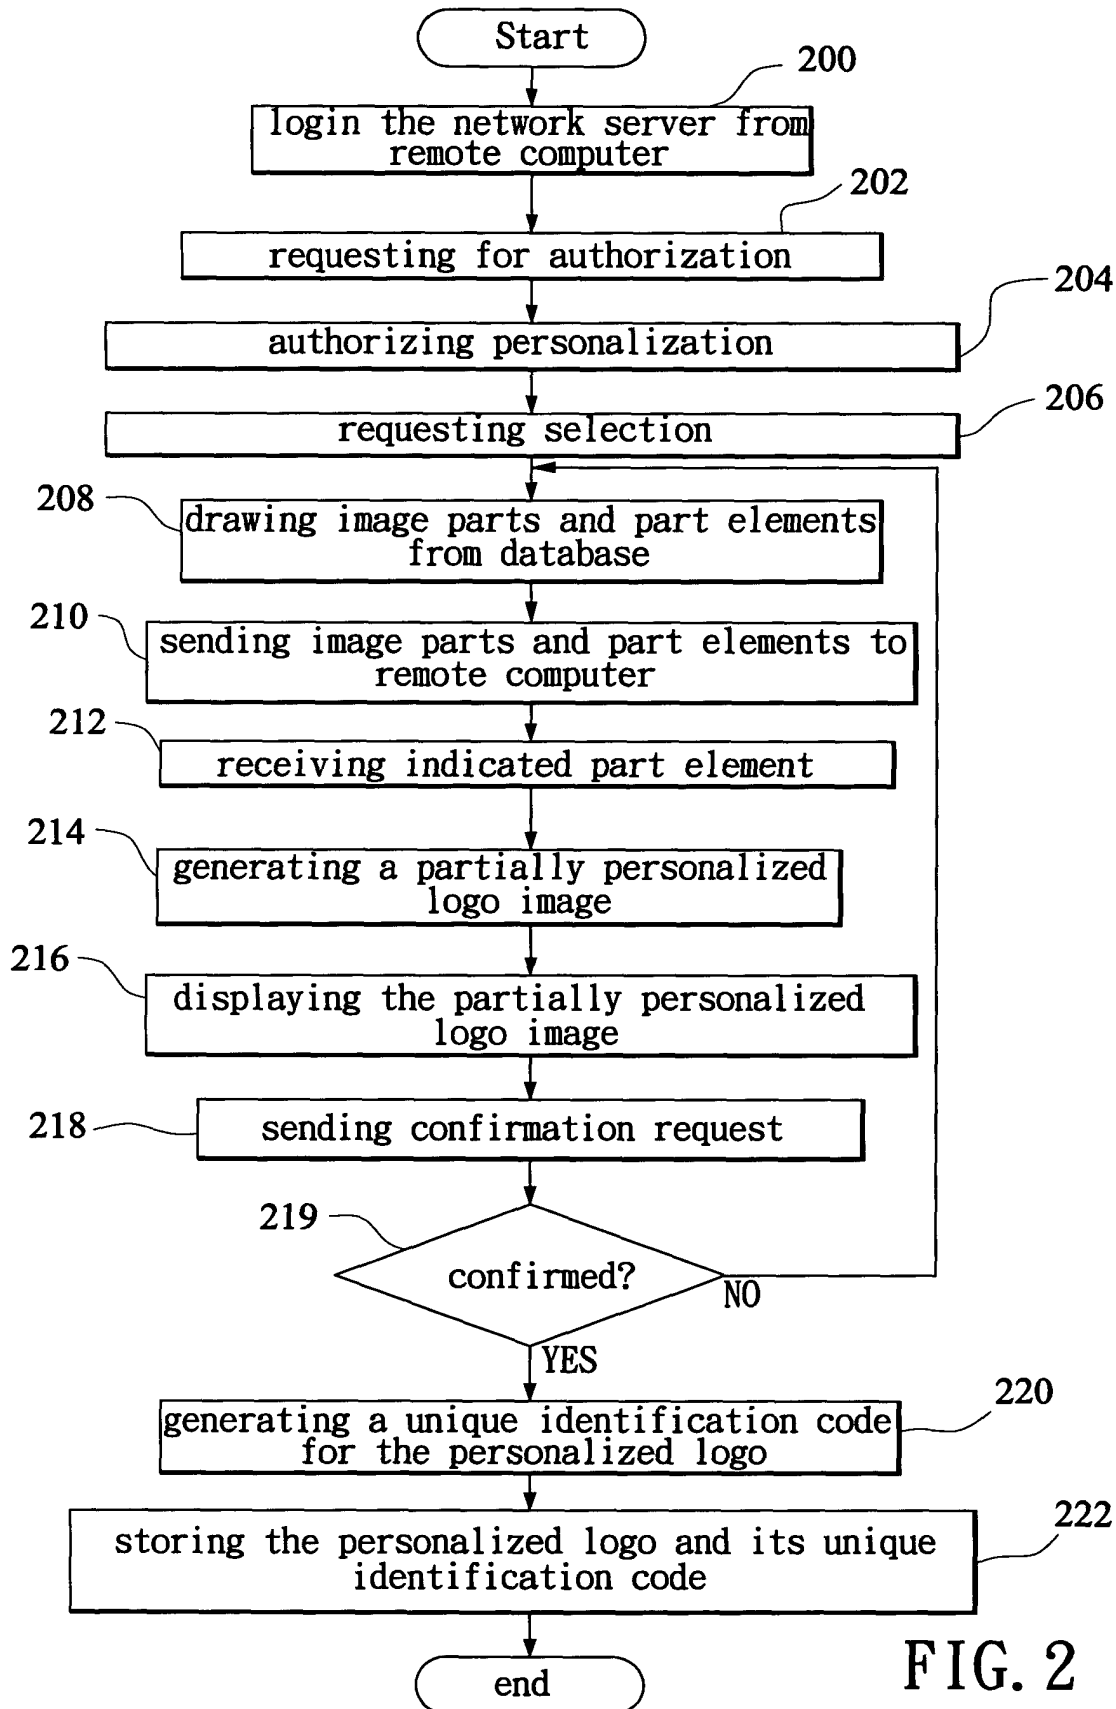 Start
200
login the network server from
remote computer
202
requesting for authorization
204
authorizing personalization
206
requesting selection
208
drawing image parts and part elements
from database
210
sending image parts and part elements to
remote computer
212
receiving indicated part element
214
generating a partially personalized
logo image
216
displaying the partially personalized
logo image
218
sending confirmation request
219
confirmed?
NO
YES
220
generating a unique identification code
for the personalized logo
222
storing the personalized logo and its unique
identification code
end
FIG. 2